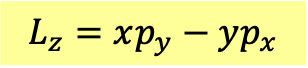 L_z = xp_y − yp_x